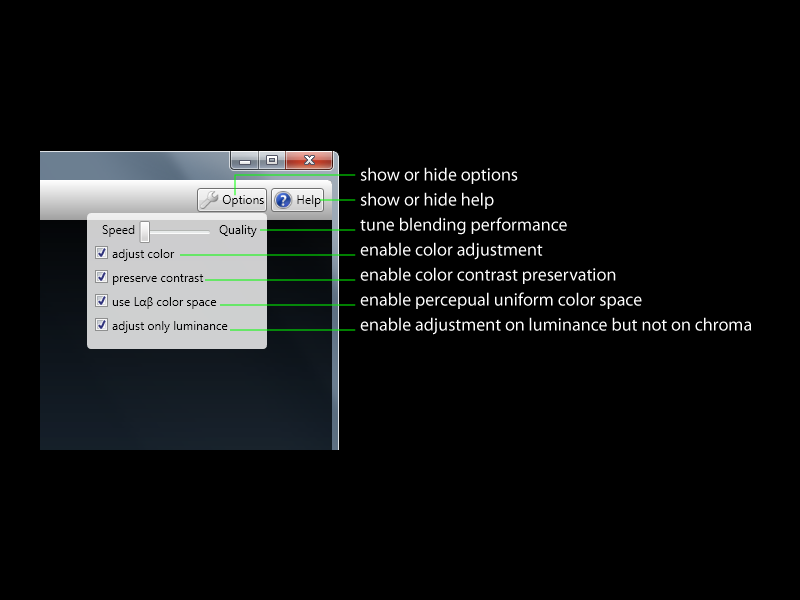 show or hide options
Options
Help
show or hide help
Speed
Quality
tune blending performance
adjust color
enable color adjustment
preserve contrast
enable color contrast preservation
use Lαβ color space
enable percepual uniform color space
adjust only luminance
enable adjustment on luminance but not on chroma